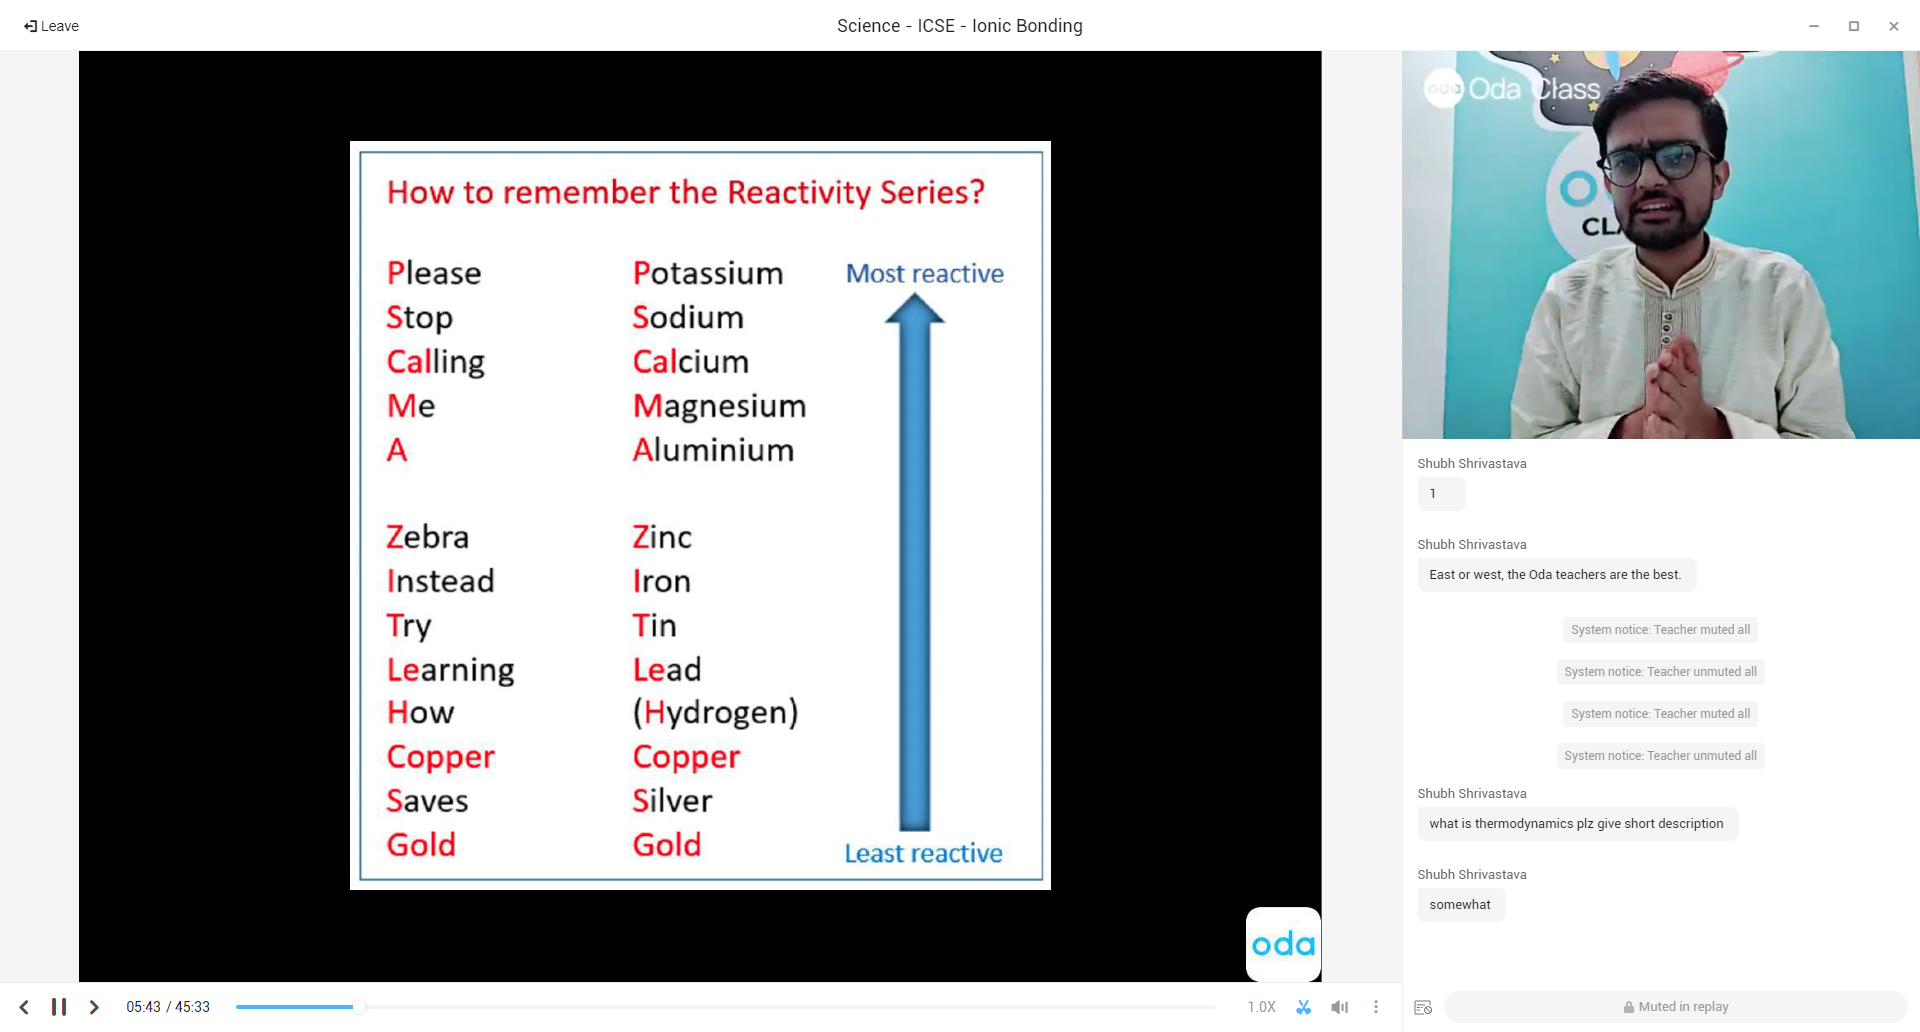 Leave
Science - ICSE - Ionic Bonding
How to remember the Reactivity Series?
Please Potassium Most reactive
Stop Sodium
Calling Calcium
Me Magnesium
A Aluminium
Zebra Zinc
Instead Iron
Try Tin
Learning Lead
How (Hydrogen)
Copper Copper
Saves Silver
Gold Gold
Least reactive
oda
oda Oda Class
CLA
Shubh Shrivastava
1
Shubh Shrivastava
East or west, the Oda teachers are the best.
System notice: Teacher muted all
System notice: Teacher unmuted all
System notice: Teacher muted all
System notice: Teacher unmuted all
Shubh Shrivastava
what is thermodynamics plz give short description
Shubh Shrivastava
somewhat
05:43 / 45:33
1.0X
Muted in replay